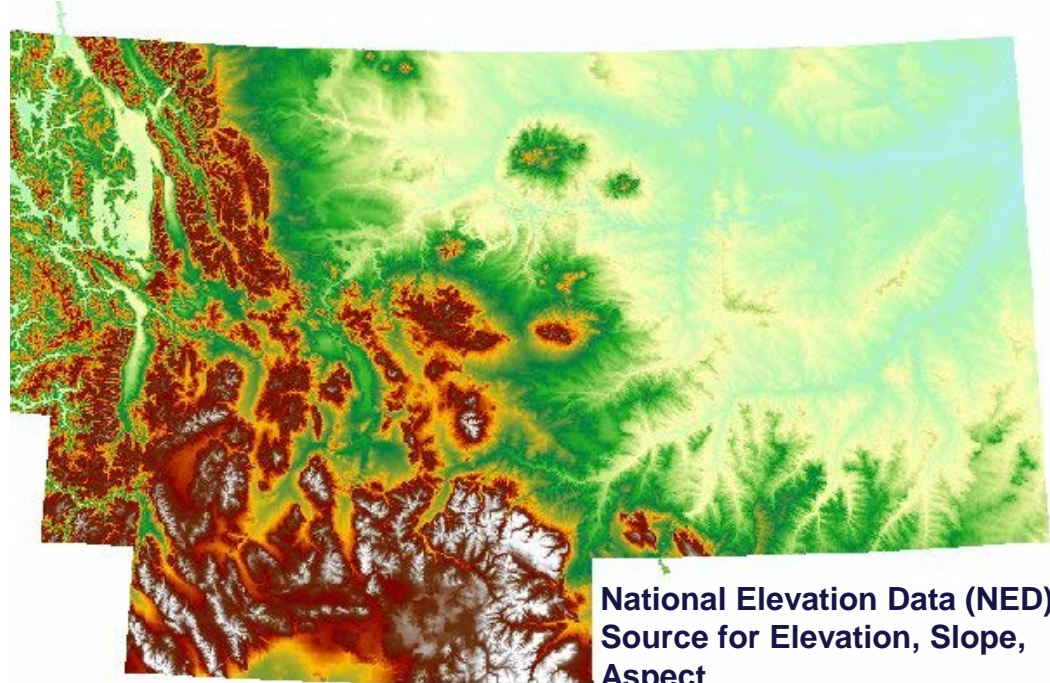 National Elevation Data (NED)
Source for Elevation, Slope,
Aspect